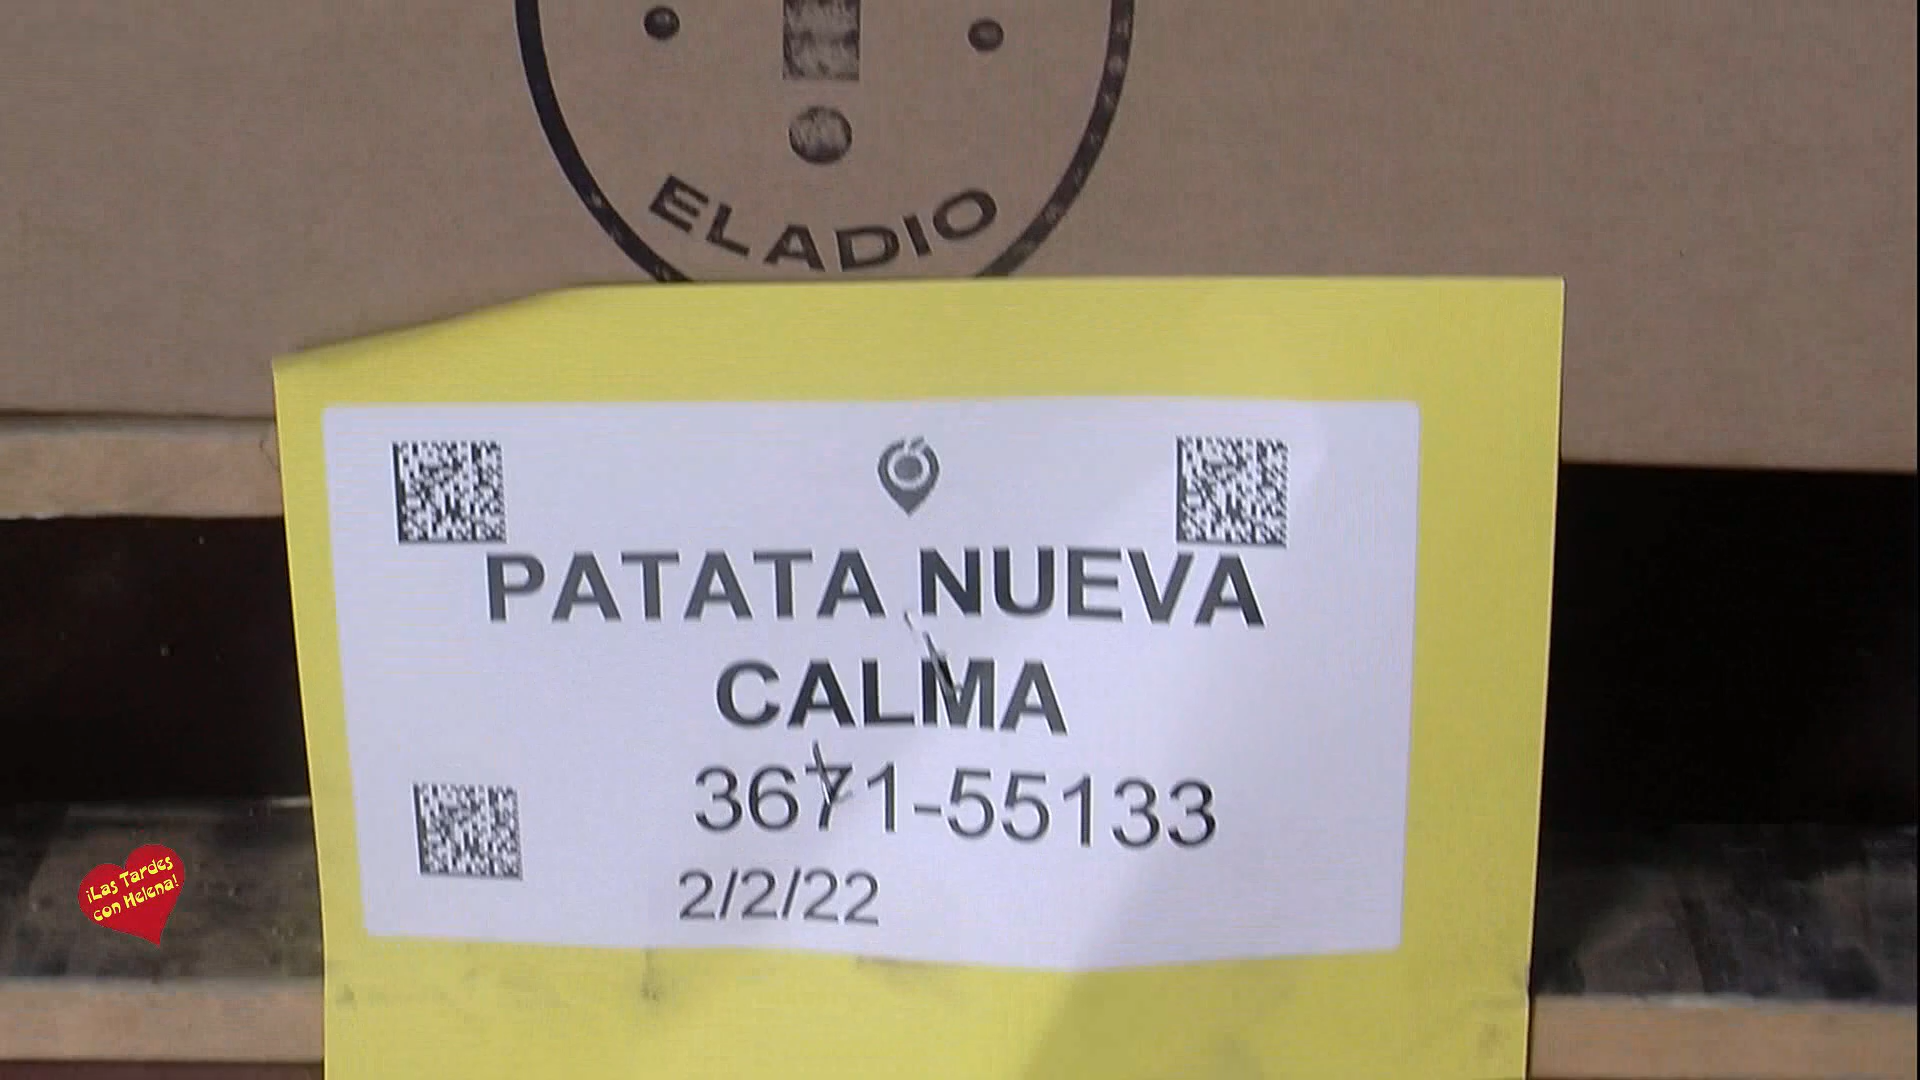 ELADIO
PATATA NUEVA
CALMA
3671-55133
2/2/22
¡Las Tardes
con Helena!